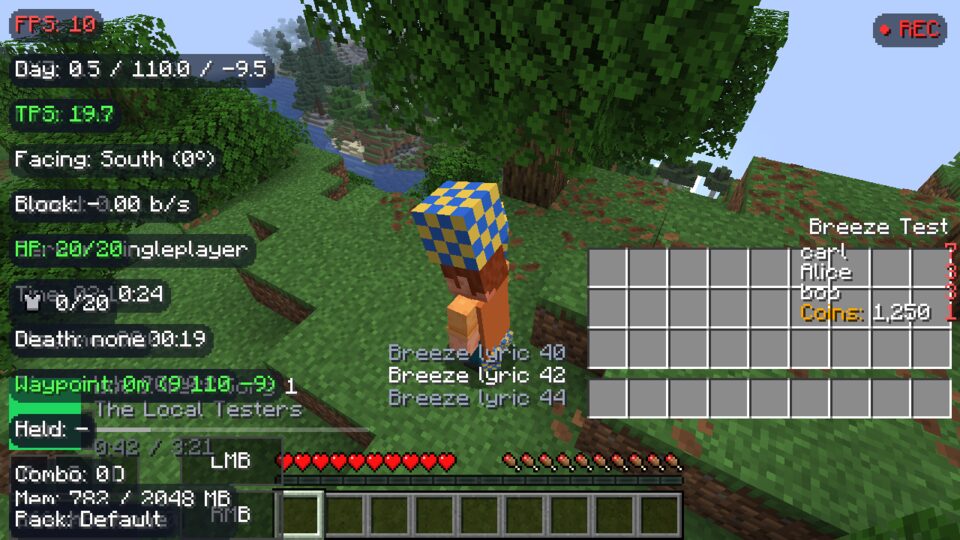 FPS: 10
REC
Day: 0.5 / 110.0 / -9.5
TPS: 19.7
Facing: South (0°)
Block: -0.00 b/s
HP: 20/20
ingleplayer
Breeze Test
carl 7
Alice 3
bob 3
Coins: 1,250 1
10:24
0/20
Death: none
00:19
Breeze lyric 40
Breeze lyric 42
Breeze lyric 44
Waypoint: 0m (9 110 -9)
1
The Local Testers
Held: -
0:42 / 3:21
LMB
Combo: 0
Mem: 782 / 2048 MB
Pack: Default
RMB